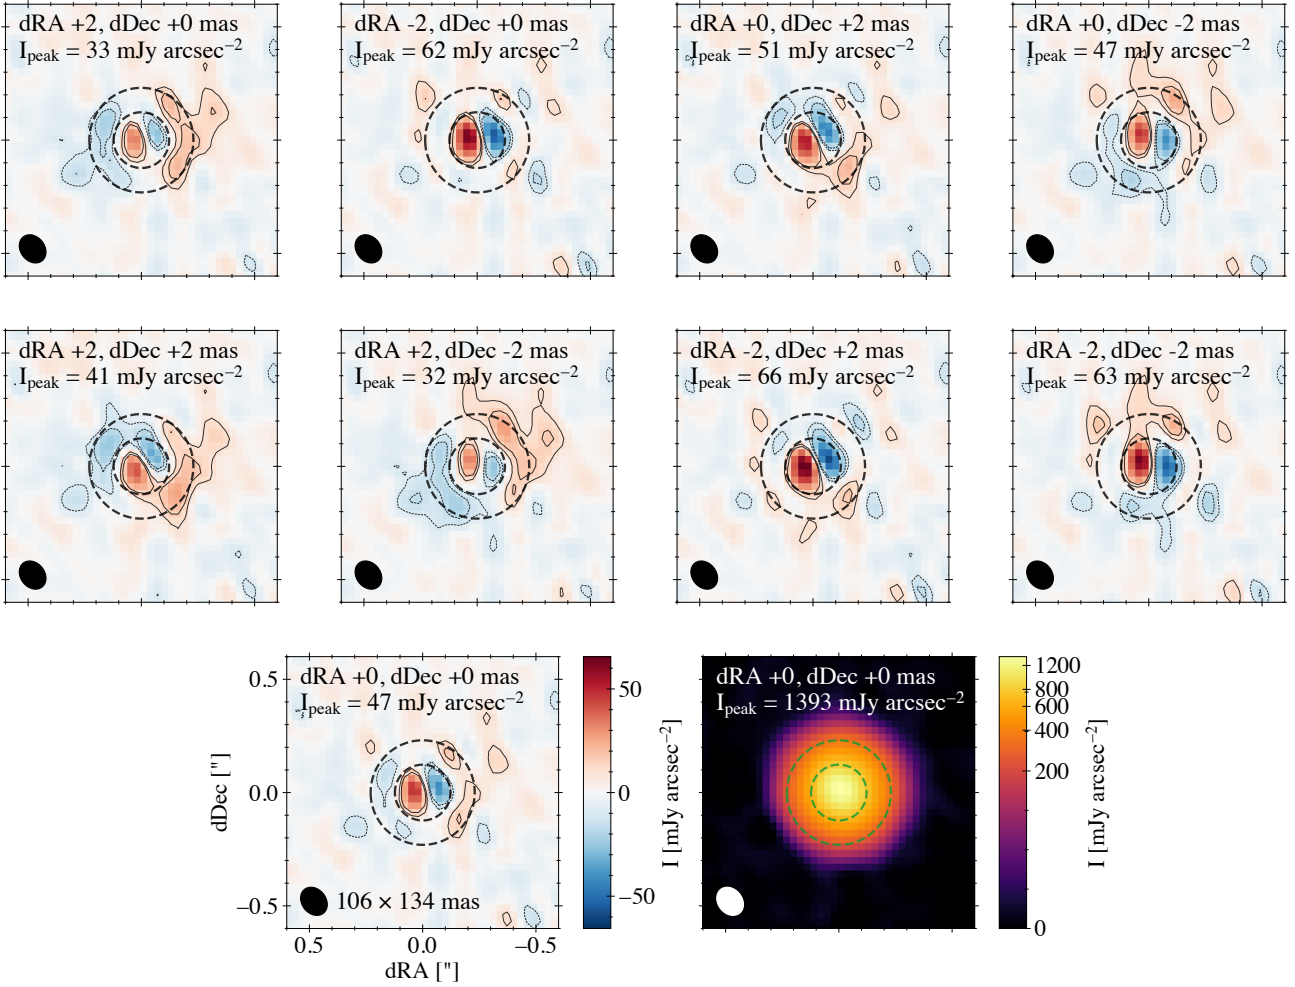 dRA +2, dDec +0 mas
I_peak = 33 mJy arcsec⁻²
dRA -2, dDec +0 mas
I_peak = 62 mJy arcsec⁻²
dRA +0, dDec +2 mas
I_peak = 51 mJy arcsec⁻²
dRA +0, dDec -2 mas
I_peak = 47 mJy arcsec⁻²
dRA +2, dDec +2 mas
I_peak = 41 mJy arcsec⁻²
dRA +2, dDec -2 mas
I_peak = 32 mJy arcsec⁻²
dRA -2, dDec +2 mas
I_peak = 66 mJy arcsec⁻²
dRA -2, dDec -2 mas
I_peak = 63 mJy arcsec⁻²
dRA +0, dDec +0 mas
I_peak = 47 mJy arcsec⁻²
106 × 134 mas
0.5
0.0
−0.5
dDec ["]
0.5
0.0
−0.5
dRA ["]
50
0
−50
I [mJy arcsec⁻²]
dRA +0, dDec +0 mas
I_peak = 1393 mJy arcsec⁻²
1200
800
600
400
200
0
I [mJy arcsec⁻²]